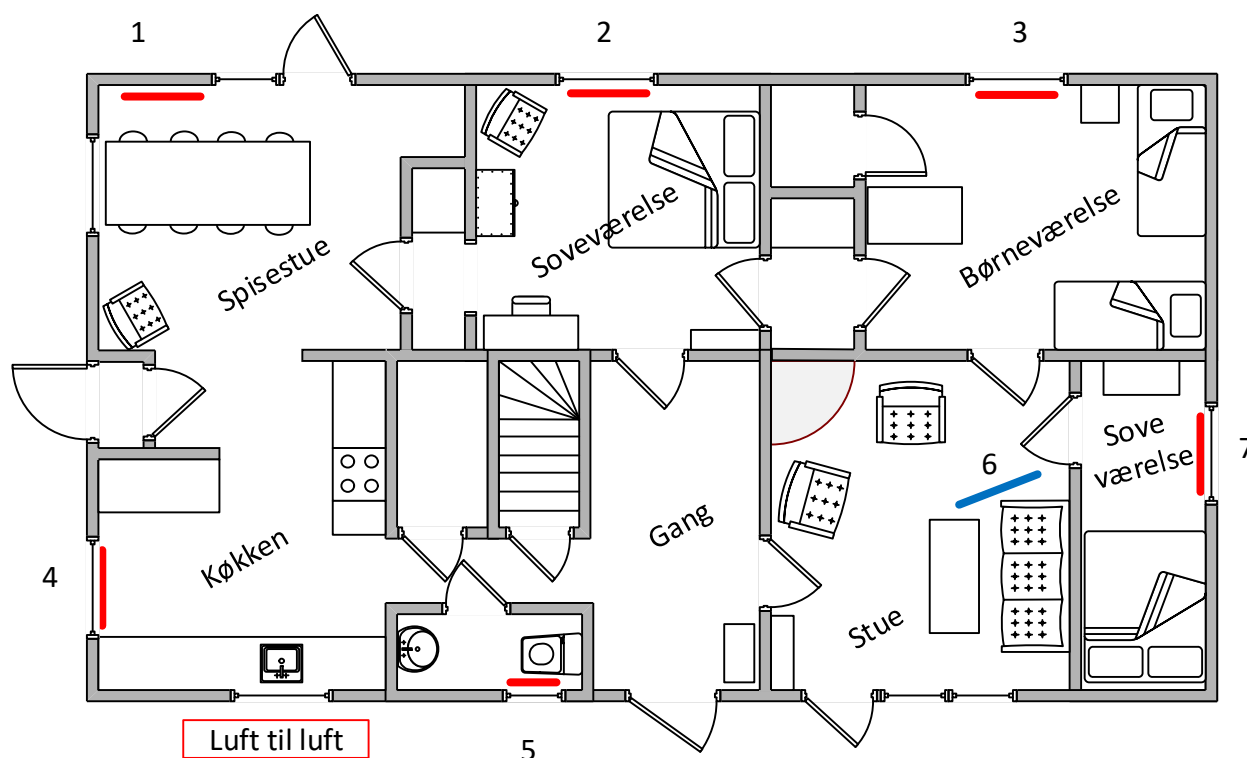 1
2
3
Spisestue
Soveværelse
Børneværelse
4
Køkken
Gang
6
Sove
værelse
7
Stue
Luft til luft
5